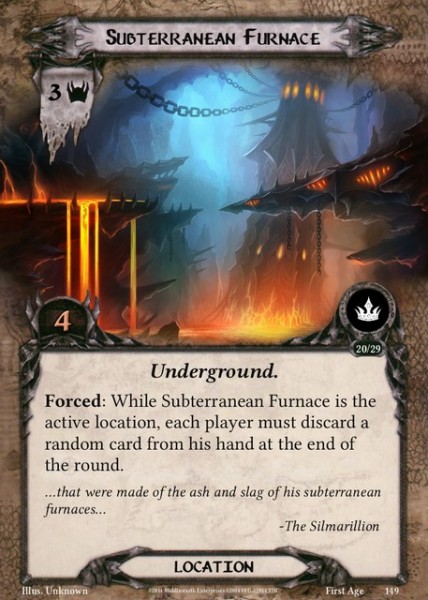 Subterranean Furnace
3
4
20/29
Underground.
Forced: While Subterranean Furnace is the
active location, each player must discard a
random card from his hand at the end of
the round.
...that were made of the ash and slag of his subterranean
furnaces...
-The Silmarillion
LOCATION
Illus. Unknown
First Age
149